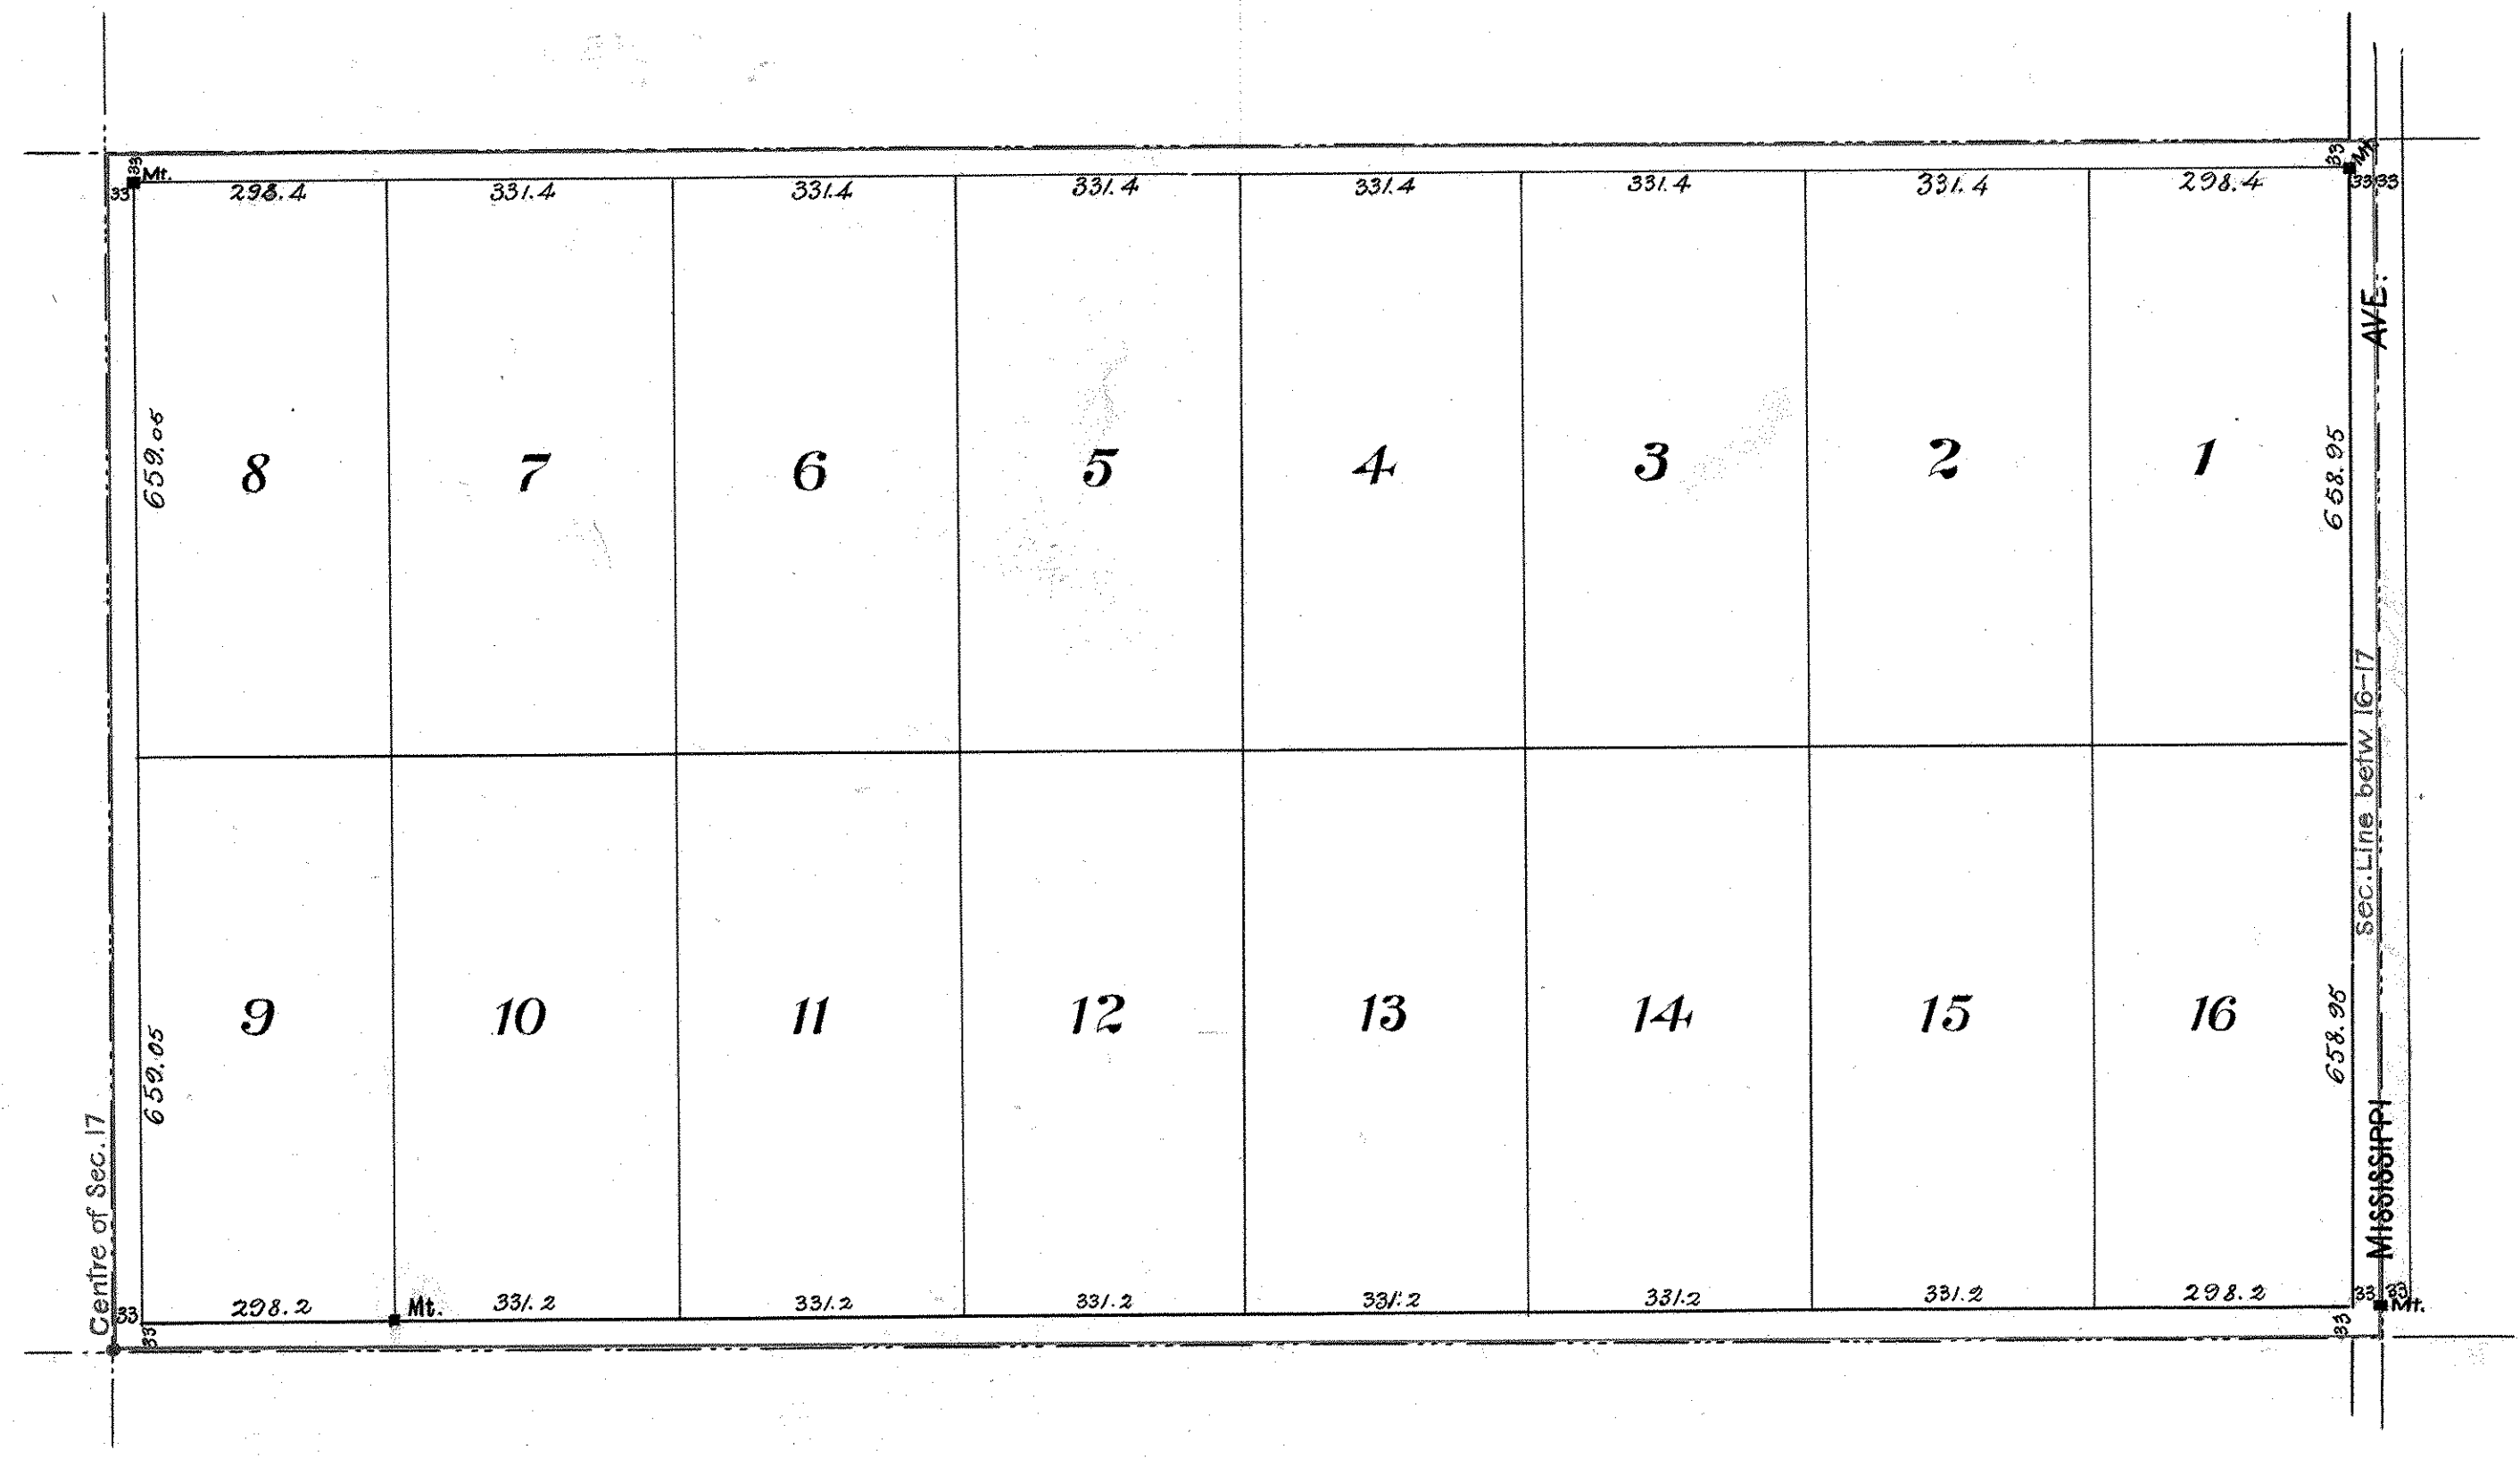 33 Mt.
33
298.4 331.4 331.4 331.4 331.4 331.4 331.4 298.4
33
33 33
AVE.
659.05
8 7 6 5 4 3 2 1
658.95
Sec. Line betw. 16-17
9 10 11 12 13 14 15 16
659.05
658.95
Centre of Sec. 17
MISSISSIPPI
298.2 Mt. 331.2 331.2 331.2 331.2 331.2 331.2 298.2
33
33
33 33
Mt.
33